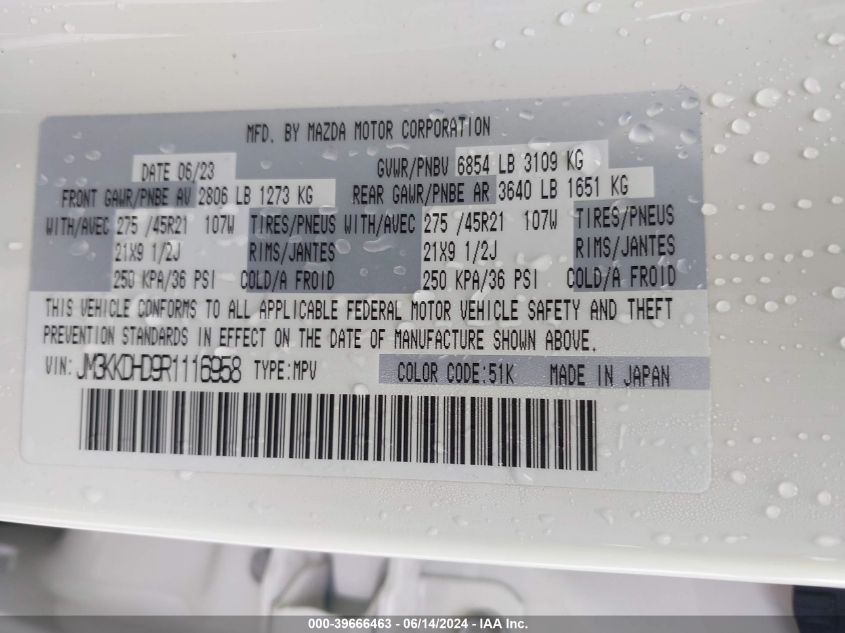 MFD. BY MAZDA MOTOR CORPORATION
DATE 06/23 GVWR/PNBV 6854 LB 3109 KG
FRONT GAWR/PNBE AV 2806 LB 1273 KG REAR GAWR/PNBE AR 3640 LB 1651 KG
WITH/AVEC 275 /45R21 107W TIRES/PNEUS WITH/AVEC 275 /45R21 107W TIRES/PNEUS
21X9 1/2J RIMS/JANTES 21X9 1/2J RIMS/JANTES
250 KPA/36 PSI COLD/A FROID 250 KPA/36 PSI COLD/A FROID
THIS VEHICLE CONFORMS TO ALL APPLICABLE FEDERAL MOTOR VEHICLE SAFETY AND THEFT
PREVENTION STANDARDS IN EFFECT ON THE DATE OF MANUFACTURE SHOWN ABOVE.
VIN: JM3KKDHD9R1116958 TYPE:MPV COLOR CODE:51K MADE IN JAPAN
000-39666463 - 06/14/2024 - IAA Inc.